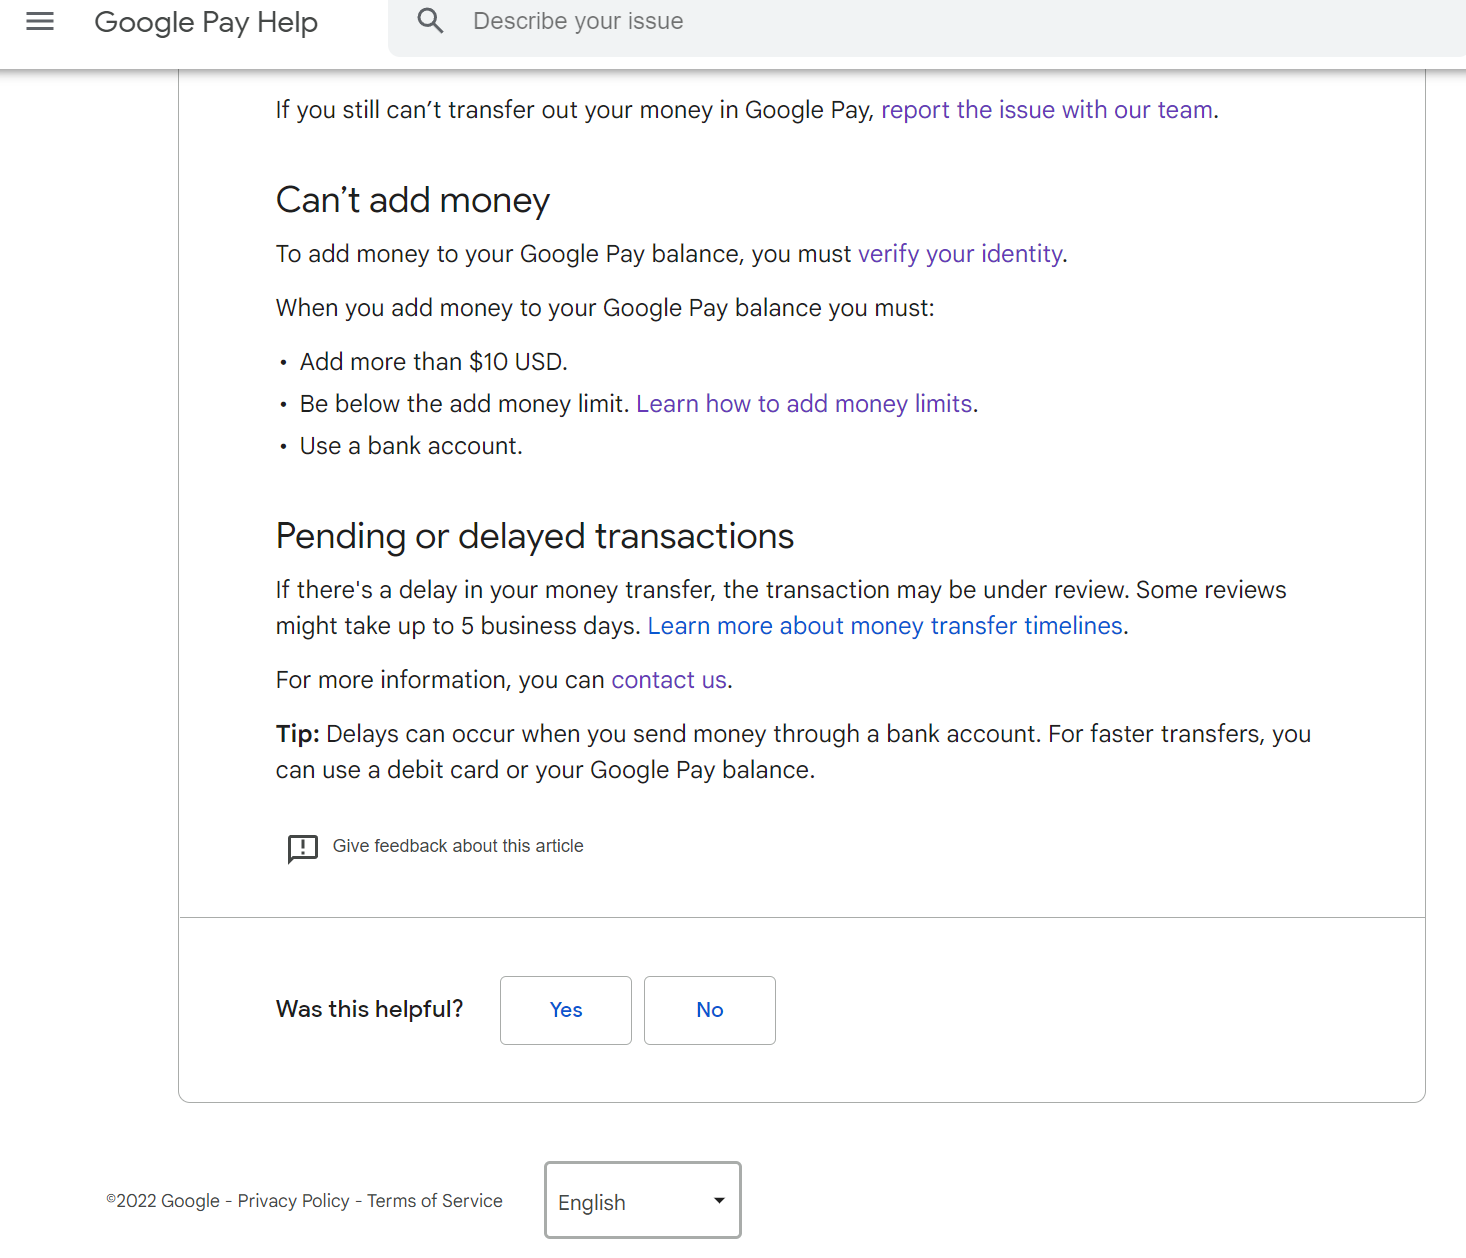 Google Pay Help
Describe your issue
If you still can’t transfer out your money in Google Pay, report the issue with our team.
Can’t add money
To add money to your Google Pay balance, you must verify your identity.
When you add money to your Google Pay balance you must:
• Add more than $10 USD.
• Be below the add money limit. Learn how to add money limits.
• Use a bank account.
Pending or delayed transactions
If there's a delay in your money transfer, the transaction may be under review. Some reviews
might take up to 5 business days. Learn more about money transfer timelines.
For more information, you can contact us.
Tip: Delays can occur when you send money through a bank account. For faster transfers, you
can use a debit card or your Google Pay balance.
Give feedback about this article
Was this helpful? Yes No
©2022 Google - Privacy Policy - Terms of Service English